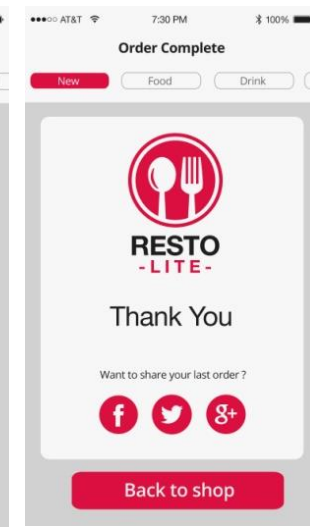 AT&T 7:30 PM 100%
Order Complete
New Food Drink
RESTO
-LITE-
Thank You
Want to share your last order ?
f g+
Back to shop